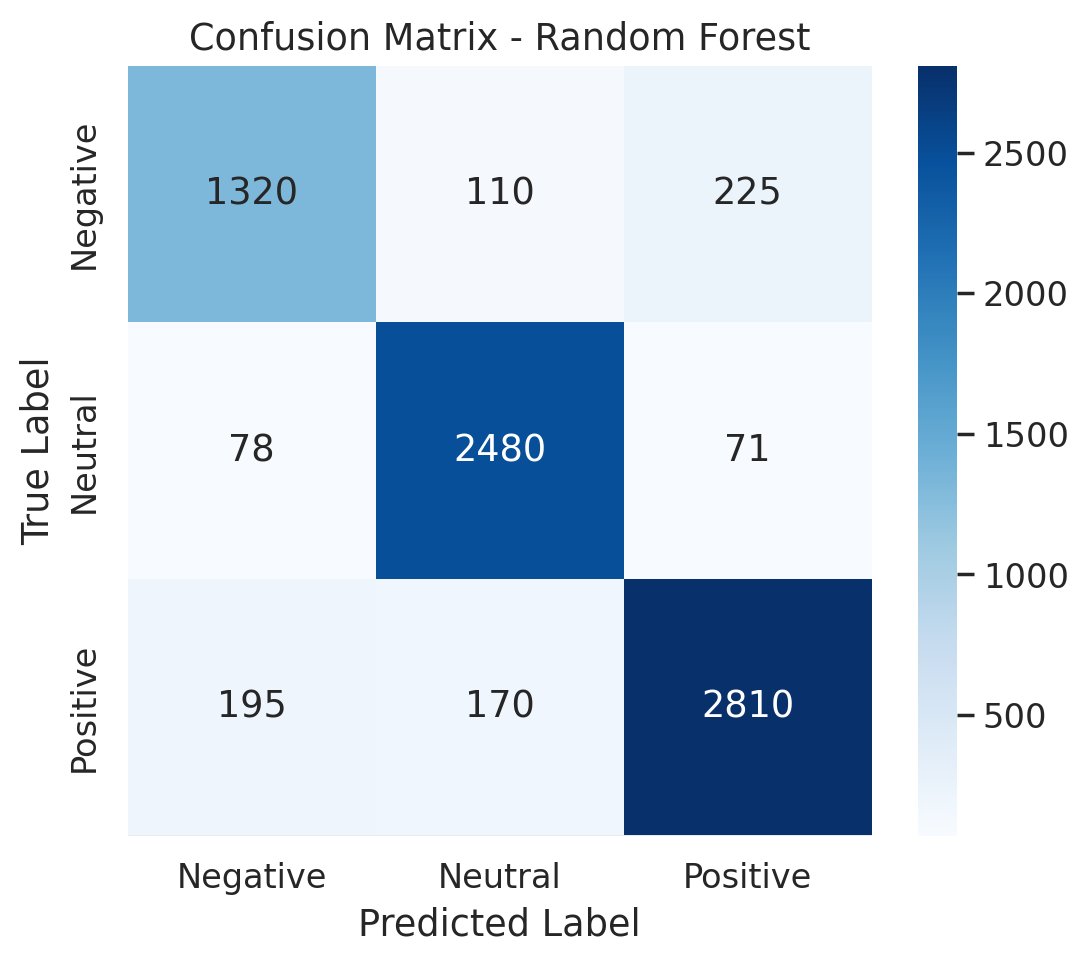 Confusion Matrix - Random Forest
True Label
Negative
1320 110 225
Neutral
78 2480 71
Positive
195 170 2810
Negative Neutral Positive
Predicted Label
2500
2000
1500
1000
500